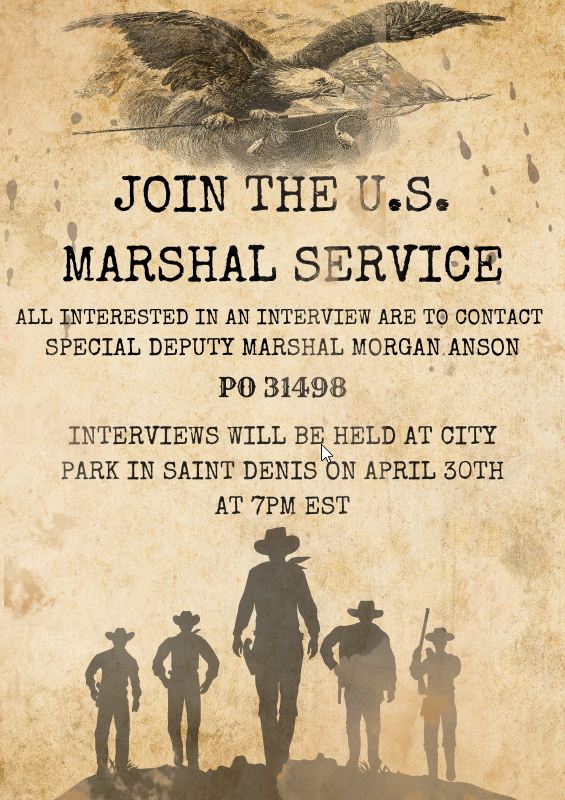 JOIN THE U.S.
MARSHAL SERVICE
ALL INTERESTED IN AN INTERVIEW ARE TO CONTACT
SPECIAL DEPUTY MARSHAL MORGAN ANSON
PO 31498
INTERVIEWS WILL BE HELD AT CITY
PARK IN SAINT DENIS ON APRIL 30TH
AT 7PM EST